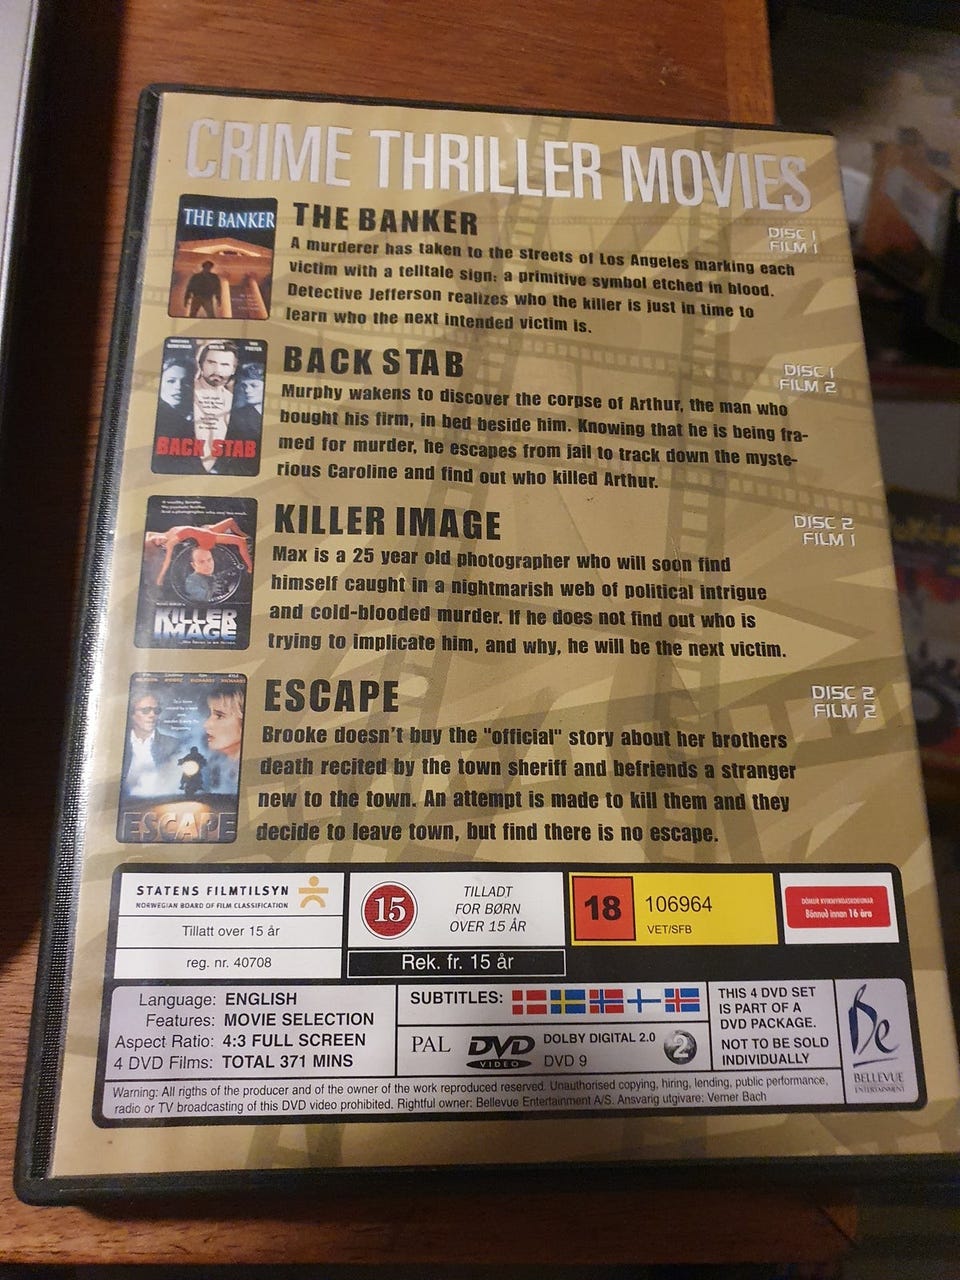 CRIME THRILLER MOVIES
THE BANKER
THE BANKER
DISC 1
FILM 1
A murderer has taken to the streets of Los Angeles marking each
victim with a telltale sign: a primitive symbol etched in blood.
Detective Jefferson realizes who the killer is just in time to
learn who the next intended victim is.
BACK STAB
BACK STAB
DISC 1
FILM 2
Murphy wakens to discover the corpse of Arthur, the man who
bought his firm, in bed beside him. Knowing that he is being fra-
med for murder, he escapes from jail to track down the myste-
rious Caroline and find out who killed Arthur.
KILLER
IMAGE
KILLER IMAGE
DISC 2
FILM 1
Max is a 25 year old photographer who will soon find
himself caught in a nightmarish web of political intrigue
and cold-blooded murder. If he does not find out who is
trying to implicate him, and why, he will be the next victim.
ESCAPE
ESCAPE
DISC 2
FILM 2
Brooke doesn't buy the "official" story about her brothers
death recited by the town sheriff and befriends a stranger
new to the town. An attempt is made to kill them and they
decide to leave town, but find there is no escape.
STATENS FILMTILSYN
NORWEGIAN BOARD OF FILM CLASSIFICATION
Tillatt over 15 år
reg. nr. 40708
15
TILLADT
FOR BØRN
OVER 15 ÅR
Rek. fr. 15 år
18
106964
VET/SFB
Bönnuð innan 16 ára
Language: ENGLISH
Features: MOVIE SELECTION
Aspect Ratio: 4:3 FULL SCREEN
4 DVD Films: TOTAL 371 MINS
SUBTITLES:
PAL
DVD
VIDEO
DOLBY DIGITAL 2.0
DVD 9
2
THIS 4 DVD SET
IS PART OF A
DVD PACKAGE.
NOT TO BE SOLD
INDIVIDUALLY
Be
BELLEVUE
ENTERTAINMENT
Warning: All rigths of the producer and of the owner of the work reproduced reserved. Unauthorised copying, hiring, lending, public performance,
radio or TV broadcasting of this DVD video prohibited. Rightful owner: Bellevue Entertainment A/S. Ansvarig utgivare: Verner Bach